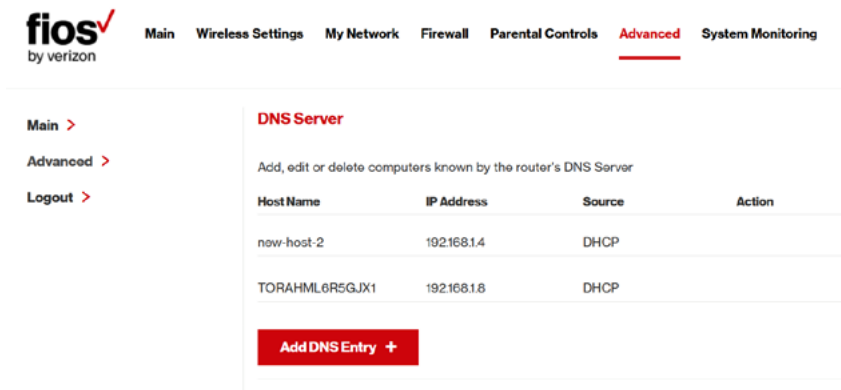 fios
by verizon
Main Wireless Settings My Network Firewall Parental Controls Advanced System Monitoring
Main >
Advanced >
Logout >
DNS Server
Add, edit or delete computers known by the router's DNS Server
Host Name IP Address Source Action
new-host-2 192.168.1.4 DHCP
TORAHML6R5GJX1 192.168.1.8 DHCP
Add DNS Entry +